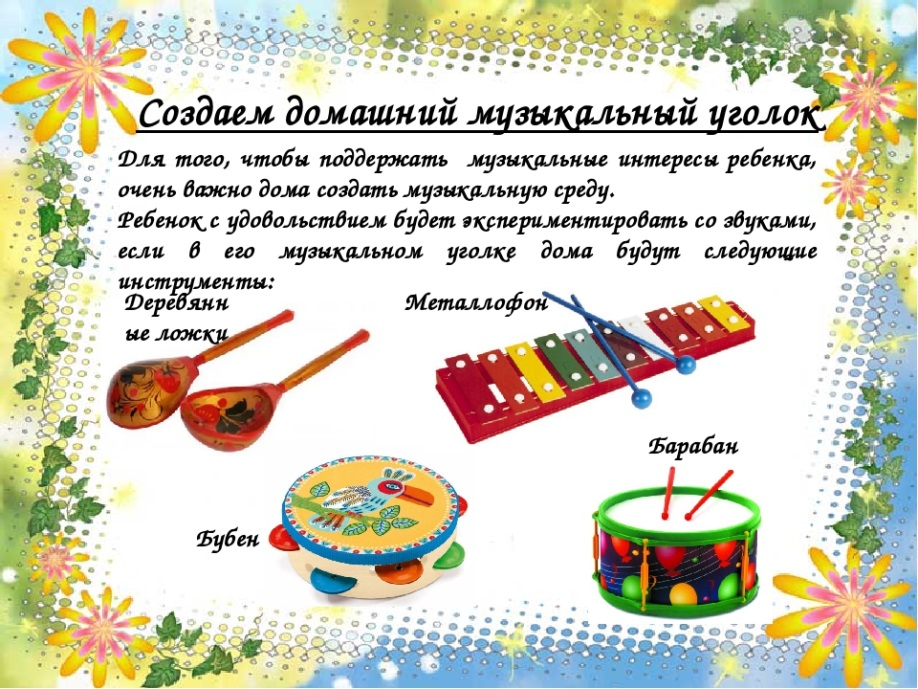 Создаем домашний музыкальный уголок
Для того, чтобы поддержать музыкальные интересы ребенка,
очень важно дома создать музыкальную среду.
Ребенок с удовольствием будет экспериментировать со звуками,
если в его музыкальном уголке дома будут следующие
инструменты:
Деревянн
ые ложки
Металлофон
Барабан
Бубен